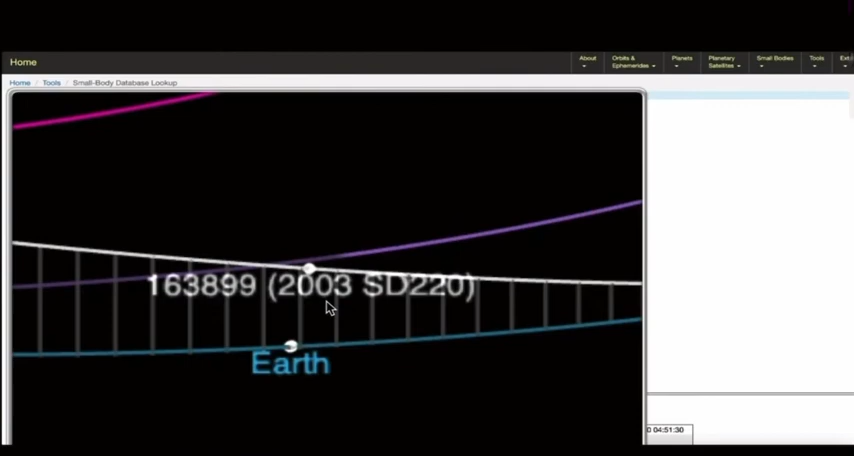 Home
About
Orbits &
Ephemerides
Planets
Planetary
Satellites
Small Bodies
Tools
Home / Tools / Small-Body Database Lookup
163899 (2003 SD220)
Earth
0 04:51:30